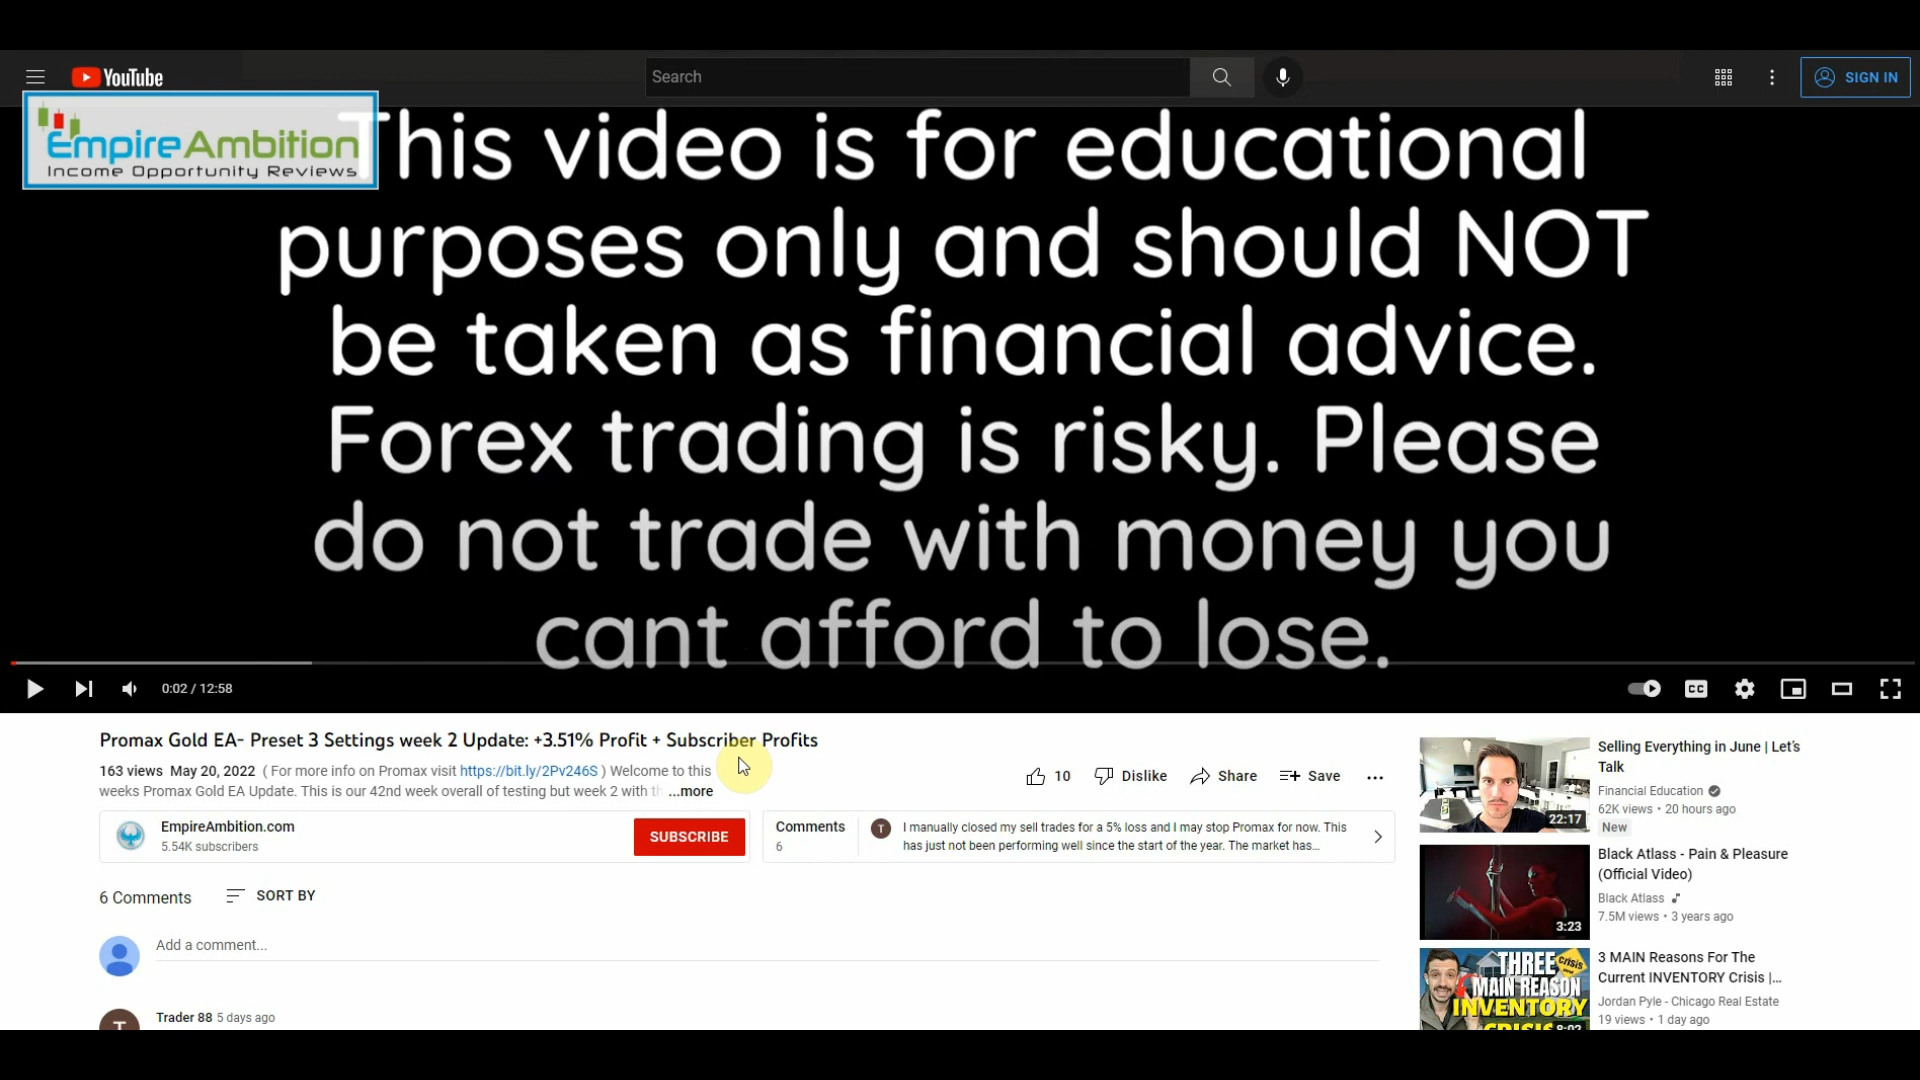 YouTube
Search
SIGN IN
EmpireAmbition
Income Opportunity Reviews
This video is for educational
purposes only and should NOT
be taken as financial advice.
Forex trading is risky. Please
do not trade with money you
cant afford to lose.
0:02 / 12:58
CC
Promax Gold EA- Preset 3 Settings week 2 Update: +3.51% Profit + Subscriber Profits
163 views May 20, 2022 ( For more info on Promax visit https://bit.ly/2Pv246S ) Welcome to this
weeks Promax Gold EA Update. This is our 42nd week overall of testing but week 2 with th ...more
10
Dislike
Share
Save
EmpireAmbition.com
5.54K subscribers
SUBSCRIBE
Comments
6
T
I manually closed my sell trades for a 5% loss and I may stop Promax for now. This
has just not been performing well since the start of the year. The market has...
6 Comments
SORT BY
Add a comment...
T
Trader 88 5 days ago
22:17
Selling Everything in June | Let's
Talk
Financial Education
62K views • 20 hours ago
New
3:23
Black Atlass - Pain & Pleasure
(Official Video)
Black Atlass
7.5M views • 3 years ago
THREE
MAIN REASON
INVENTORY
CRISIS
crisis
8:02
3 MAIN Reasons For The
Current INVENTORY Crisis |...
Jordan Pyle - Chicago Real Estate
19 views • 1 day ago